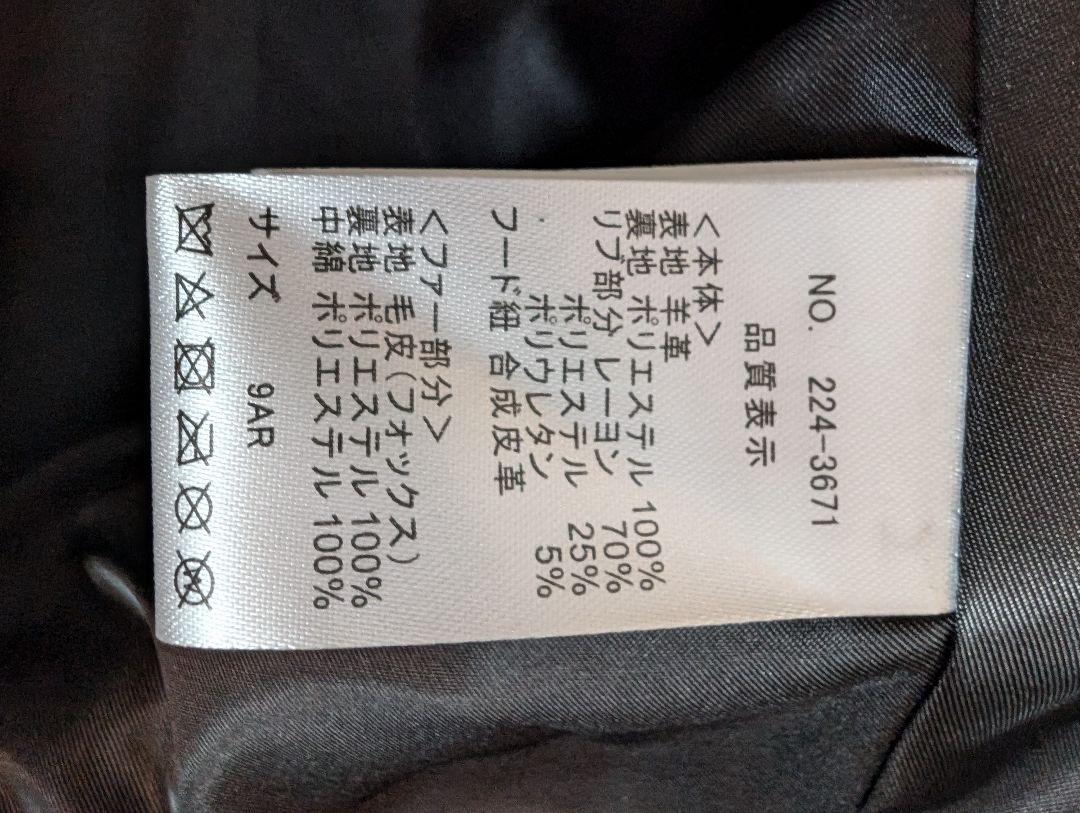 NO. 224-3671
品質表示
<本体>
表地 羊革
裏地 ポリエステル 100%
リブ部分 レーヨン 70%
ポリエステル 25%
ポリウレタン 5%
フード紐 合成皮革
<ファー部分>
表地 毛皮(フォックス)
裏地 ポリエステル 100%
中綿 ポリエステル 100%
サイズ 9AR